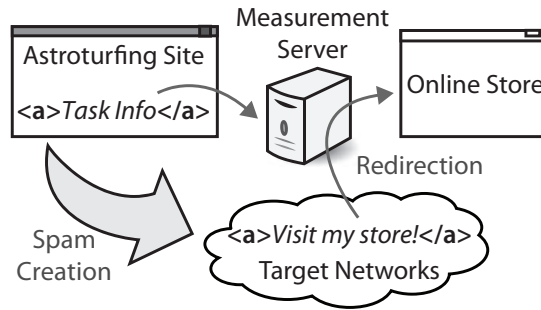 Measurement
Server
Astroturfing Site
<a>Task Info</a>
Online Store
Redirection
Spam
Creation
<a>Visit my store!</a>
Target Networks